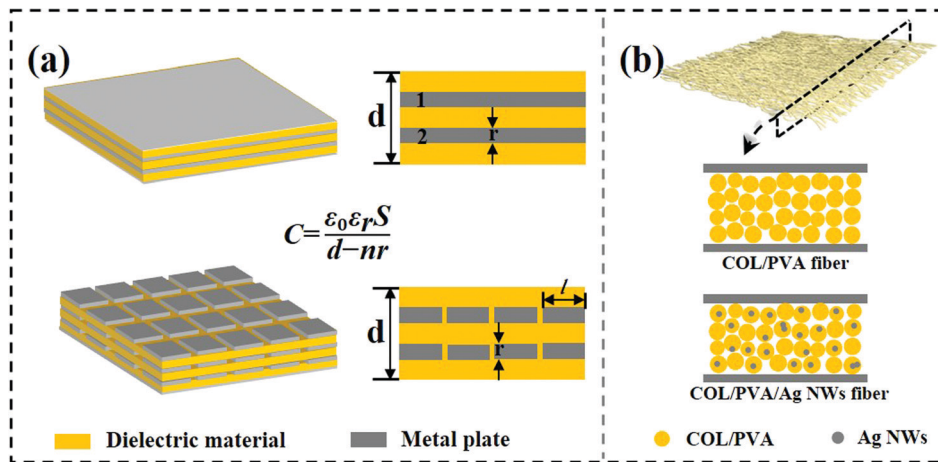 (a)
d
1
2
r
C=ε₀εᵣS/d−nr
d
l
r
Dielectric material
Metal plate
(b)
COL/PVA fiber
COL/PVA/Ag NWs fiber
COL/PVA
Ag NWs